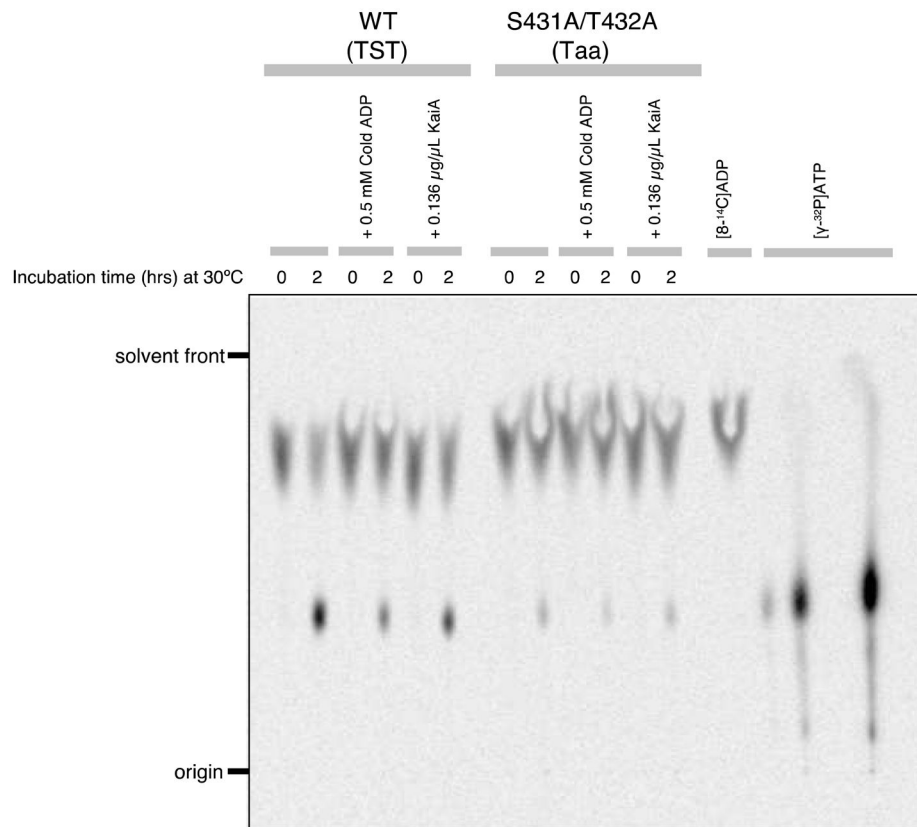 WT
(TST)
S431A/T432A
(Taa)
+ 0.5 mM Cold ADP
+ 0.136 µg/µL KaiA
+ 0.5 mM Cold ADP
+ 0.136 µg/µL KaiA
[8-¹⁴C]ADP
[γ-³²P]ATP
Incubation time (hrs) at 30ºC 0 2 0 2 0 2 0 2 0 2 0 2
solvent front
origin